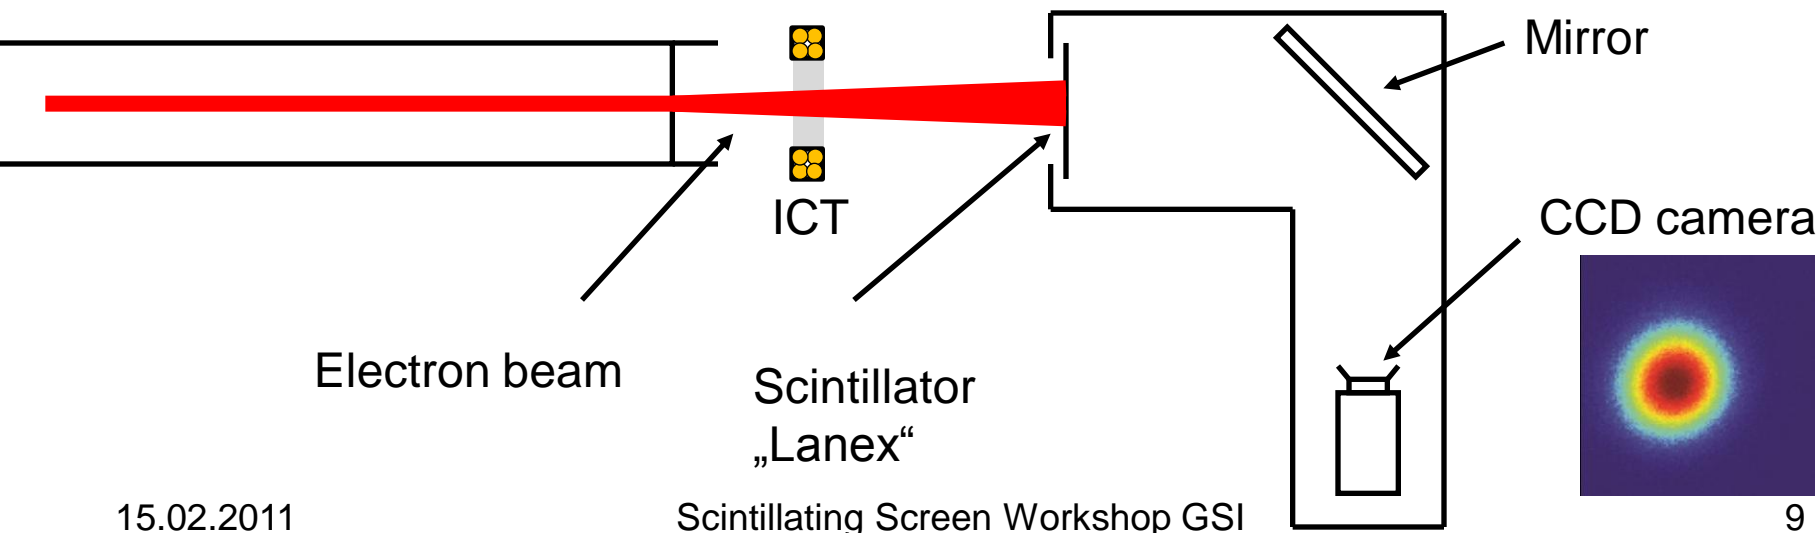 Mirror
ICT
CCD camera
Electron beam
Scintillator
„Lanex“
15.02.2011
Scintillating Screen Workshop GSI
9